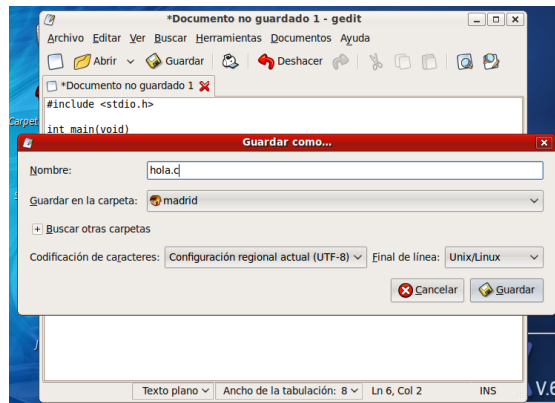 *Documento no guardado 1 - gedit
Archivo Editar Ver Buscar Herramientas Documentos Ayuda
Abrir Guardar Deshacer
*Documento no guardado 1
#include <stdio.h>
int main(void)
Carpet
Guardar como...
Nombre: hola.c
Guardar en la carpeta: madrid
Buscar otras carpetas
Codificación de caracteres: Configuración regional actual (UTF-8) Final de línea: Unix/Linux
Cancelar Guardar
Texto plano Ancho de la tabulación: 8 Ln 6, Col 2 INS
V.6